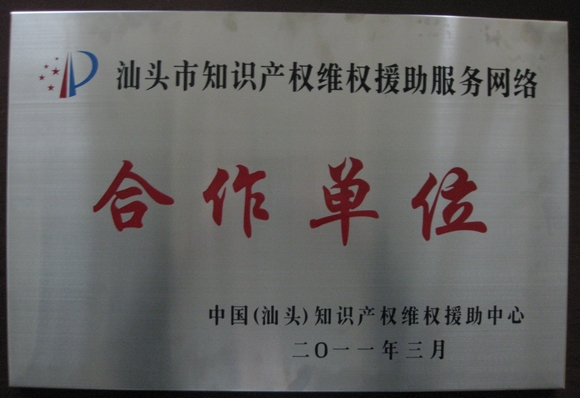 汕头市知识产权维权援助服务网络
合作单位
中国(汕头)知识产权维权援助中心
二〇一一年三月